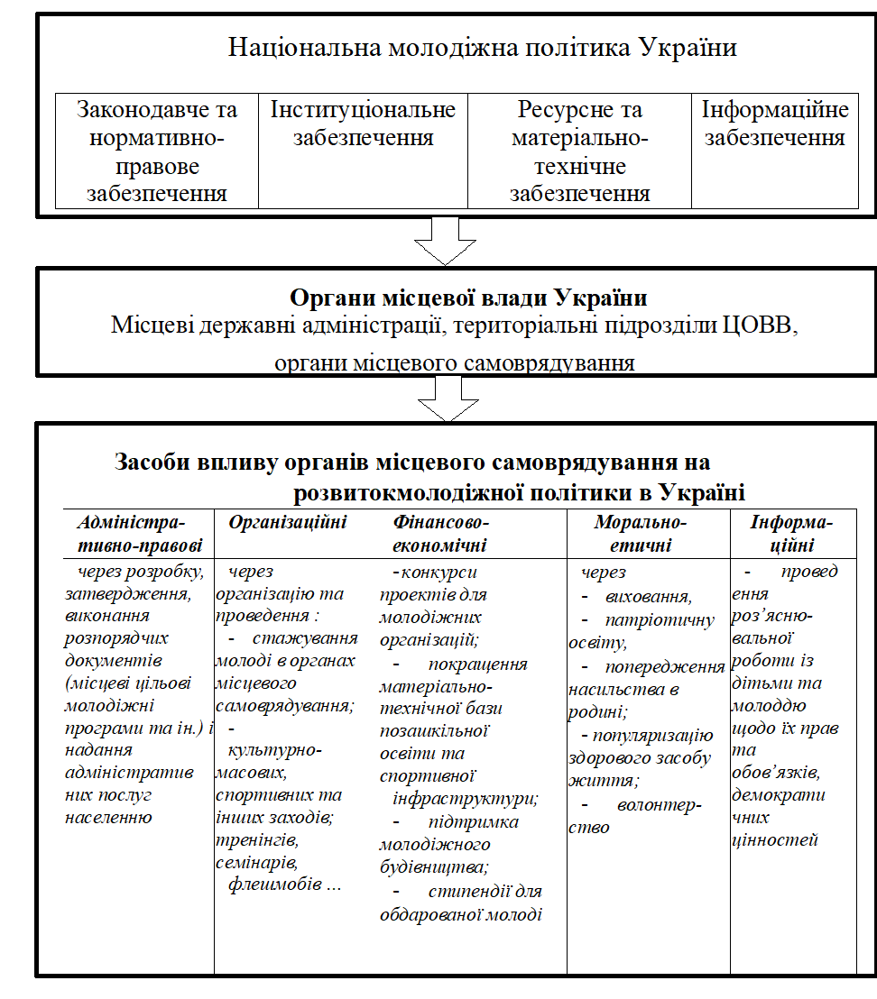 Національна молодіжна політика України
Законодавче та
нормативно-
правове
забезпечення
Інституціональне
забезпечення
Ресурсне та
матеріально-
технічне
забезпечення
Інформаційне
забезпечення
Органи місцевої влади України
Місцеві державні адміністрації, територіальні підрозділи ЦОВВ,
органи місцевого самоврядування
Засоби впливу органів місцевого самоврядування на
розвитокмолодіжної політики в Україні
Адміністра-
тивно-правові
Організаційні
Фінансово-
економічні
Морально-
етичні
Інформа-
ційні
через розробку,
затвердження,
виконання
розпорядчих
документів
(місцеві цільові
молодіжні
програми та ін.) і
надання
адміністратив
них послуг
населенню
через
організацію та
проведення :
- стажування
молоді в органах
місцевого
самоврядування;
-
культурно-
масових,
спортивних та
інших заходів;
тренінгів,
семінарів,
флешмобів ...
- конкурси
проектів для
молодіжних
організацій;
- покращення
матеріально-
технічної бази
позашкільної
освіти та
спортивної
інфраструктури;
- підтримка
молодіжного
будівництва;
- стипендії для
обдарованої молоді
через
- виховання,
- патріотичну
освіту,
- попередження
насильства в
родині;
- популяризацію
здорового засобу
життя;
- волонтер-
ство
- провед
ення
роз’ясню-
вальної
роботи із
дітьми та
молоддю
щодо їх прав
та
обов’язків,
демократи
чних
цінностей